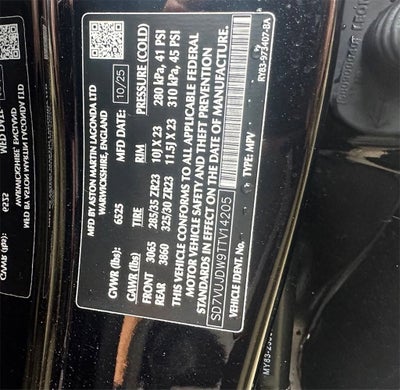 MFD BY ASTON MARTIN LAGONDA LTD
WARWICKSHIRE, ENGLAND
10/25
GVWR (lbs) 6525
GAWR (lbs) TIRE RIM PRESSURE (COLD)
FRONT 3065 285/35 ZR23 10J X 23 280 kPa, 41 PSI
REAR 3860 325/30 ZR23 11.5J X 23 310 kPa, 45 PSI
THIS VEHICLE CONFORMS TO ALL APPLICABLE FEDERAL
MOTOR VEHICLE SAFETY AND THEFT PREVENTION
STANDARDS IN EFFECT ON THE DATE OF MANUFACTURE.
SD7VUJDW9TTV14205
VEHICLE IDENT. No. TYPE: MPV
RY83-973407-BA